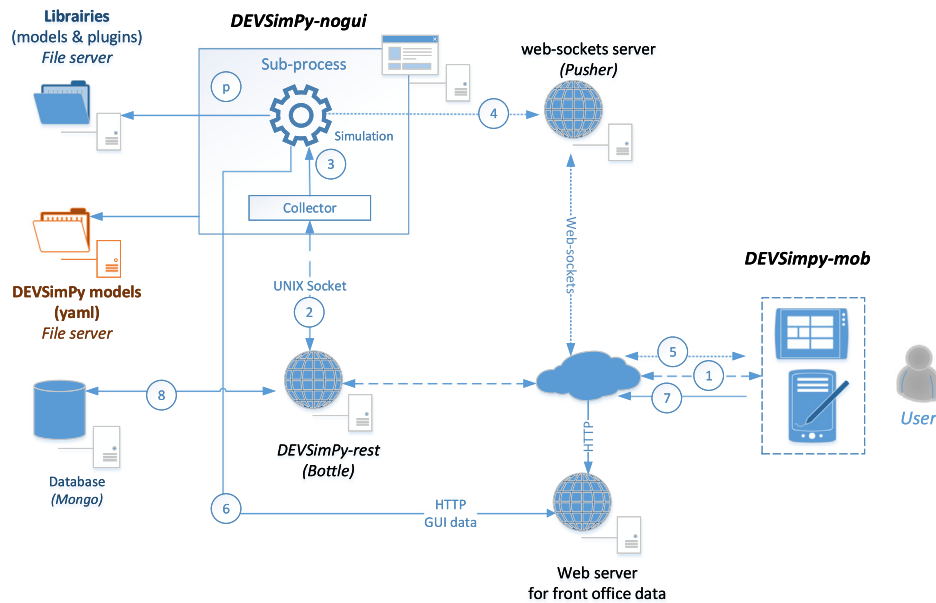 Librairies
(models & plugins)
File server
DEVSimPy-nogui
Sub-process
p
Simulation
3
Collector
4
web-sockets server
(Pusher)
Web-sockets
DEVSimpy-mob
DEVSimPy models
(yaml)
File server
UNIX Socket
2
5
1
7
User
8
DEVSimPy-rest
(Bottle)
Database
(Mongo)
HTTP
6
HTTP
GUI data
Web server
for front office data